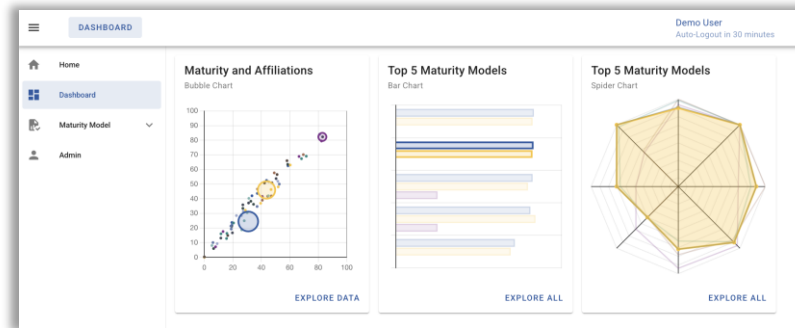 DASHBOARD
Demo User
Auto-Logout in 30 minutes
Home
Dashboard
Maturity Model
Admin
Maturity and Affiliations
Bubble Chart
100
90
80
70
60
50
40
30
20
10
0
0 20 40 60 80 100
EXPLORE DATA
Top 5 Maturity Models
Bar Chart
EXPLORE ALL
Top 5 Maturity Models
Spider Chart
EXPLORE ALL